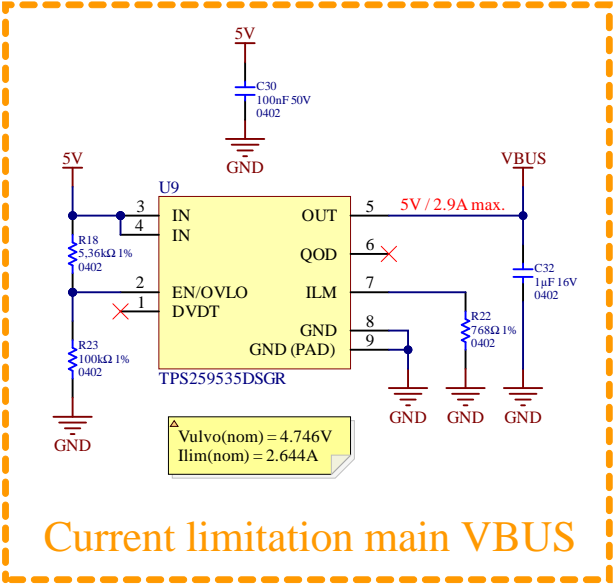 5V
C30
100nF 50V
0402
GND
5V
VBUS
U9
3 IN
4 IN
OUT 5
5V / 2.9A max.
QOD 6
R18
5,36kΩ 1%
0402
C32
1µF 16V
0402
2 EN/OVLO
1 DVDT
ILM 7
R22
768Ω 1%
0402
GND 8
GND (PAD) 9
R23
100kΩ 1%
0402
TPS259535DSGR
GND
GND
GND
GND
Vulvo(nom) = 4.746V
Ilim(nom) = 2.644A
Current limitation main VBUS